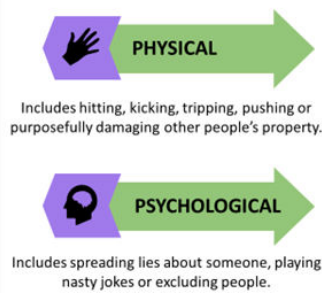 PHYSICAL
Includes hitting, kicking, tripping, pushing or
purposefully damaging other people's property.
PSYCHOLOGICAL
Includes spreading lies about someone, playing
nasty jokes or excluding people.